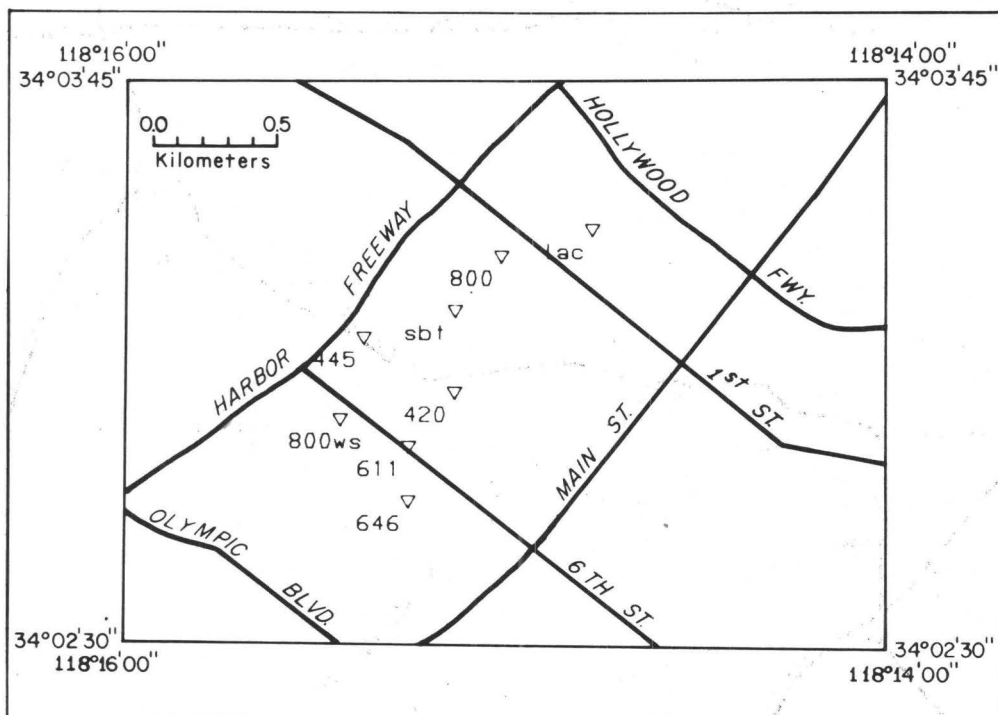 118°16'00"
118°14'00"
34°03'45"
34°03'45"
0.0 0.5
Kilometers
HOLLYWOOD
FWY.
HARBOR
FREEWAY
lac
800
sbt
445
420
800ws
611
646
1st ST.
MAIN ST.
6TH ST.
OLYMPIC
BLVD.
34°02'30"
34°02'30"
118°16'00"
118°14'00"